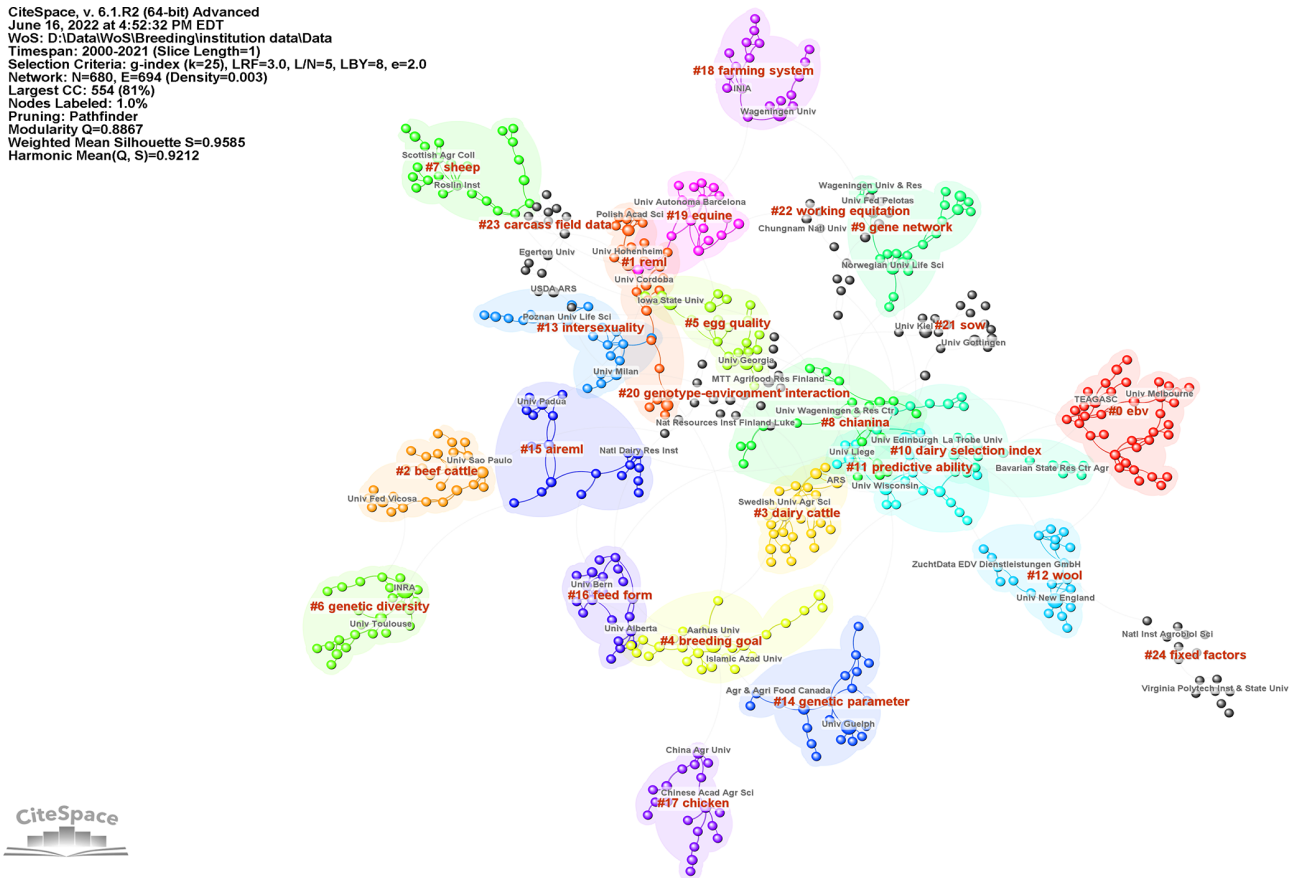 CiteSpace, v. 6.1.R2 (64-bit) Advanced
June 16, 2022 at 4:52:32 PM EDT
WoS: D:\Data\WoS\Breeding\institution data\Data
Timespan: 2000-2021 (Slice Length=1)
Selection Criteria: g-index (k=25), LRF=3.0, L/N=5, LBY=8, e=2.0
Network: N=680, E=694 (Density=0.003)
Largest CC: 554 (81%)
Nodes Labeled: 1.0%
Pruning: Pathfinder
Modularity Q=0.8867
Weighted Mean Silhouette S=0.9585
Harmonic Mean(Q, S)=0.9212
#18 farming system
INIA
Wageningen Univ
Scottish Agr Coll
#7 sheep
Roslin Inst
Wageningen Univ & Res
Univ Autonoma Barcelona
Univ Fed Pelotas
#22 working equitation
Polish Acad Sci
#19 equine
#23 carcass field data
Chungnam Natl Univ
#9 gene network
Egerton Univ
Univ Hohenheim
#1 reml
Norwegian Univ Life Sci
Univ Cordoba
USDA ARS
Iowa State Univ
Poznan Univ Life Sci
#13 intersexuality
#5 egg quality
Univ Kiel
#21 sow
Univ Gottingen
Univ Georgia
Univ Milan
MTT Agrifood Res Finland
#20 genotype-environment interaction
Univ Padua
TEAGASC
Univ Melbourne
#0 ebv
Univ Wageningen & Res Ctr
Nat Resources Inst Finland Luke
#8 chianina
Univ Edinburgh
La Trobe Univ
#15 aireml
Natl Dairy Res Inst
Univ Liege
#10 dairy selection index
Univ Sao Paulo
#2 beef cattle
#11 predictive ability
Bavarian State Res Ctr Agr
ARS
Univ Wisconsin
Univ Fed Vicosa
Swedish Univ Agr Sci
#3 dairy cattle
ZuchtData EDV Dienstleistungen GmbH
#12 wool
Univ New England
INRA
#6 genetic diversity
Univ Toulouse
Univ Bern
#16 feed form
Univ Alberta
Aarhus Univ
#4 breeding goal
Islamic Azad Univ
Natl Inst Agrobiol Sci
#24 fixed factors
Virginia Polytech Inst & State Univ
Agr & Agri Food Canada
#14 genetic parameter
Univ Guelph
China Agr Univ
Chinese Acad Agr Sci
#17 chicken
CiteSpace